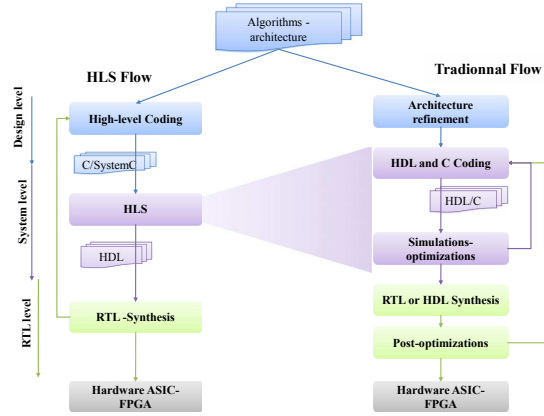 Algorithms -
architecture
HLS Flow
Tradionnal Flow
Design level
System level
RTL level
High-level Coding
C/SystemC
HLS
HDL
RTL -Synthesis
Hardware ASIC-
FPGA
Architecture
refinement
HDL and C Coding
HDL/C
Simulations-
optimizations
RTL or HDL Synthesis
Post-optimizations
Hardware ASIC-
FPGA